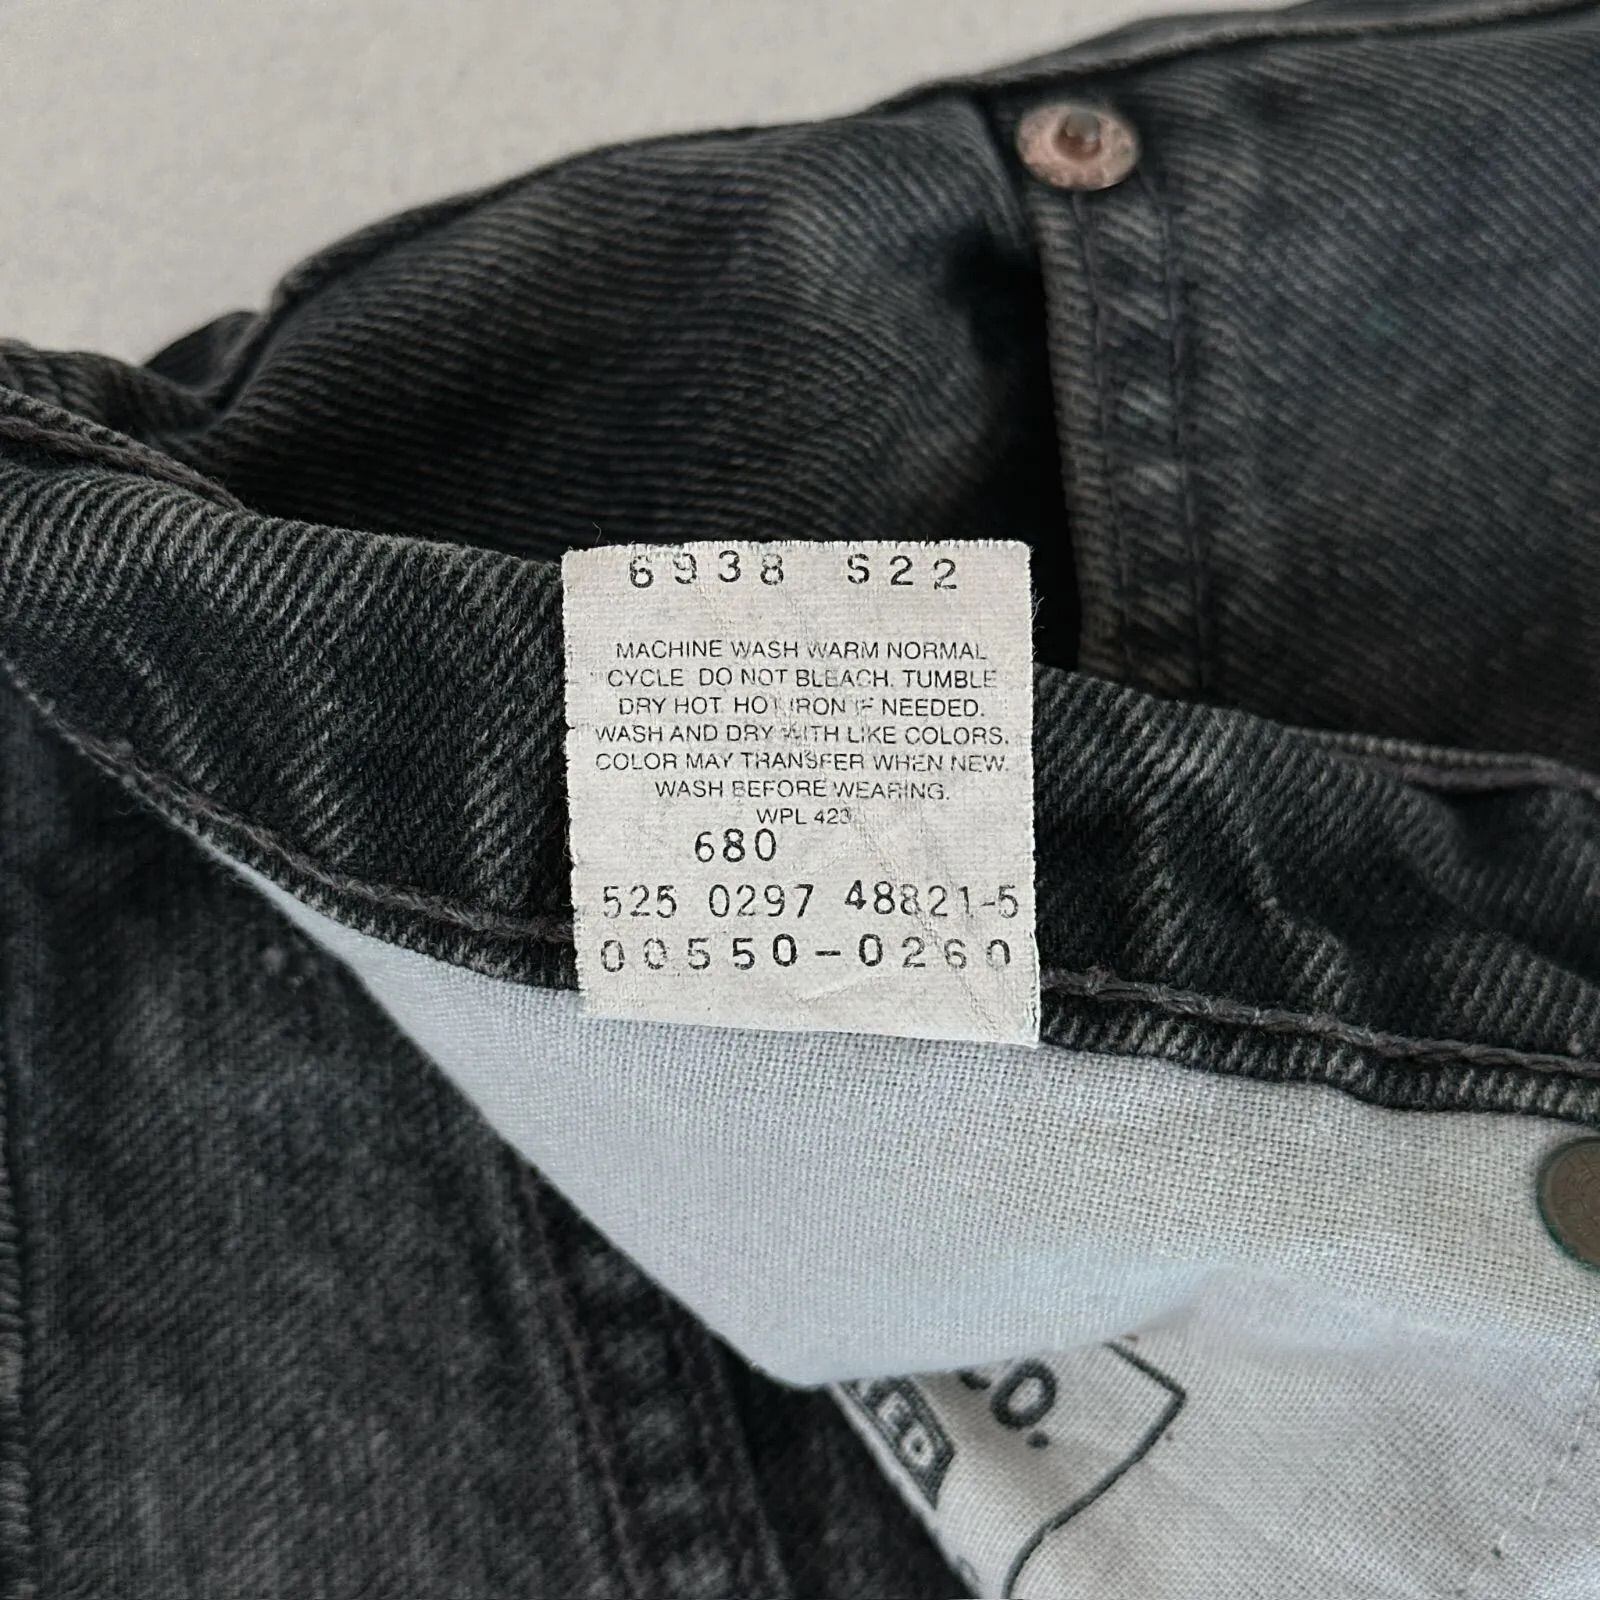 6938 S22
MACHINE WASH WARM NORMAL
CYCLE. DO NOT BLEACH. TUMBLE
DRY HOT. HOT IRON IF NEEDED.
WASH AND DRY WITH LIKE COLORS.
COLOR MAY TRANSFER WHEN NEW.
WASH BEFORE WEARING.
WPL 423
680
525 0297 48821-5
00550-0260
CO.